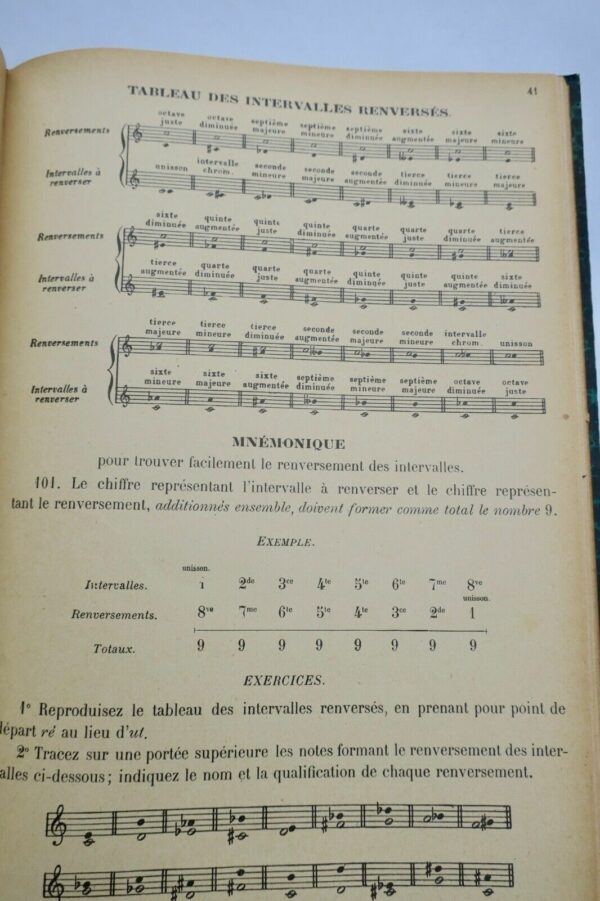 41
TABLEAU DES INTERVALLES RENVERSÉS.
octave juste octave diminuée septième majeure septième mineure septième diminuée sixte augmentée sixte majeure sixte mineure
Renversements
unisson intervalle chrom. seconde mineure seconde majeure seconde augmentée tierce diminuée tierce mineure tierce majeure
Intervalles à renverser
sixte diminuée quinte augmentée quinte juste quinte diminuée quarte augmentée quarte juste quarte diminuée tierce augmentée
Renversements
tierce augmentée quarte diminuée quarte juste quarte augmentée quinte diminuée quinte juste quinte augmentée sixte diminuée
Intervalles à renverser
tierce majeure tierce mineure tierce diminuée seconde augmentée seconde majeure seconde mineure intervalle chrom. unisson
Renversements
sixte mineure sixte majeure sixte augmentée septième diminuée septième mineure septième majeure octave diminuée octave juste
Intervalles à renverser
MNÉMONIQUE
pour trouver facilement le renversement des intervalles.
101. Le chiffre représentant l'intervalle à renverser et le chiffre représen-
tant le renversement, additionnés ensemble, doivent former comme total le nombre 9.
EXEMPLE.
unisson.
Intervalles. 1 2de 3ce 4te 5te 6te 7me 8ve
unisson.
Renversements. 8ve 7me 6te 5te 4te 3ce 2de 1
Totaux. 9 9 9 9 9 9 9 9
EXERCICES.
1º Reproduisez le tableau des intervalles renversés, en prenant pour point de
départ ré au lieu d'ut.
2º Tracez sur une portée supérieure les notes formant le renversement des inter-
alles ci-dessous; indiquez le nom et la qualification de chaque renversement.